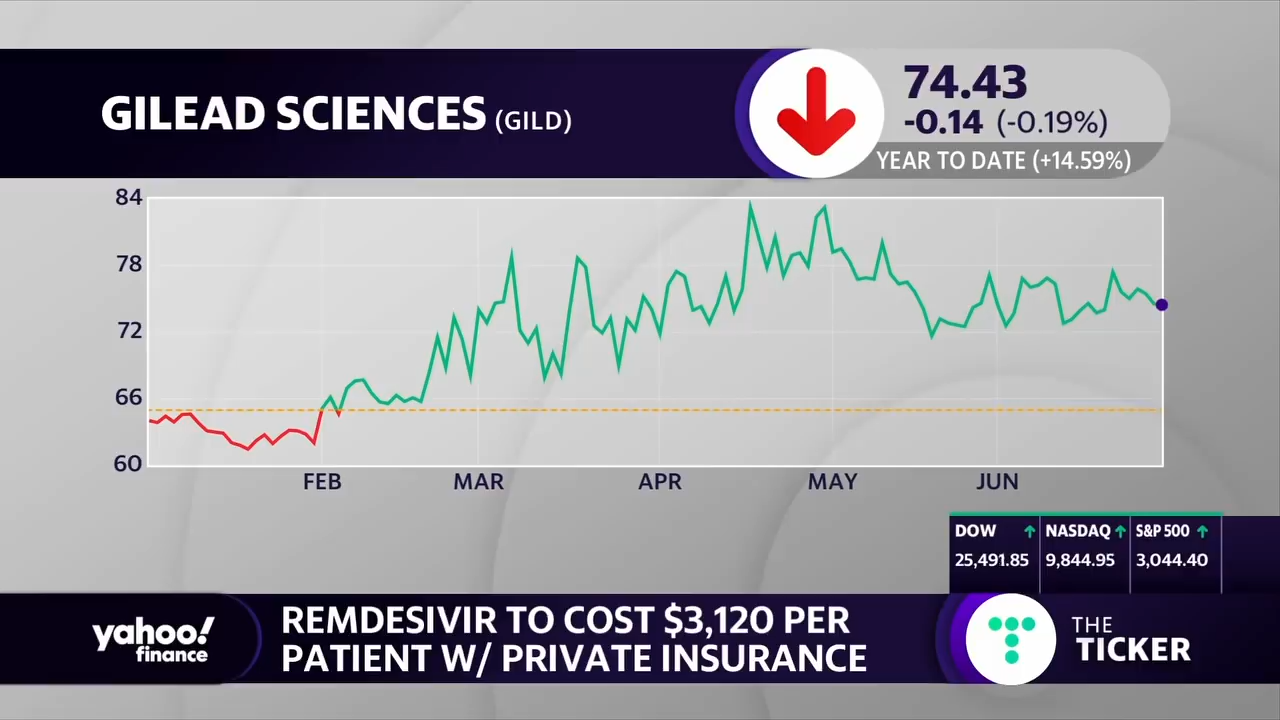 GILEAD SCIENCES (GILD)
74.43
-0.14 (-0.19%)
YEAR TO DATE (+14.59%)
84
78
72
66
60
FEB MAR APR MAY JUN
DOW NASDAQ S&P 500
25,491.85 9,844.95 3,044.40
yahoo!
finance
REMDESIVIR TO COST $3,120 PER
PATIENT W/ PRIVATE INSURANCE
THE
TICKER